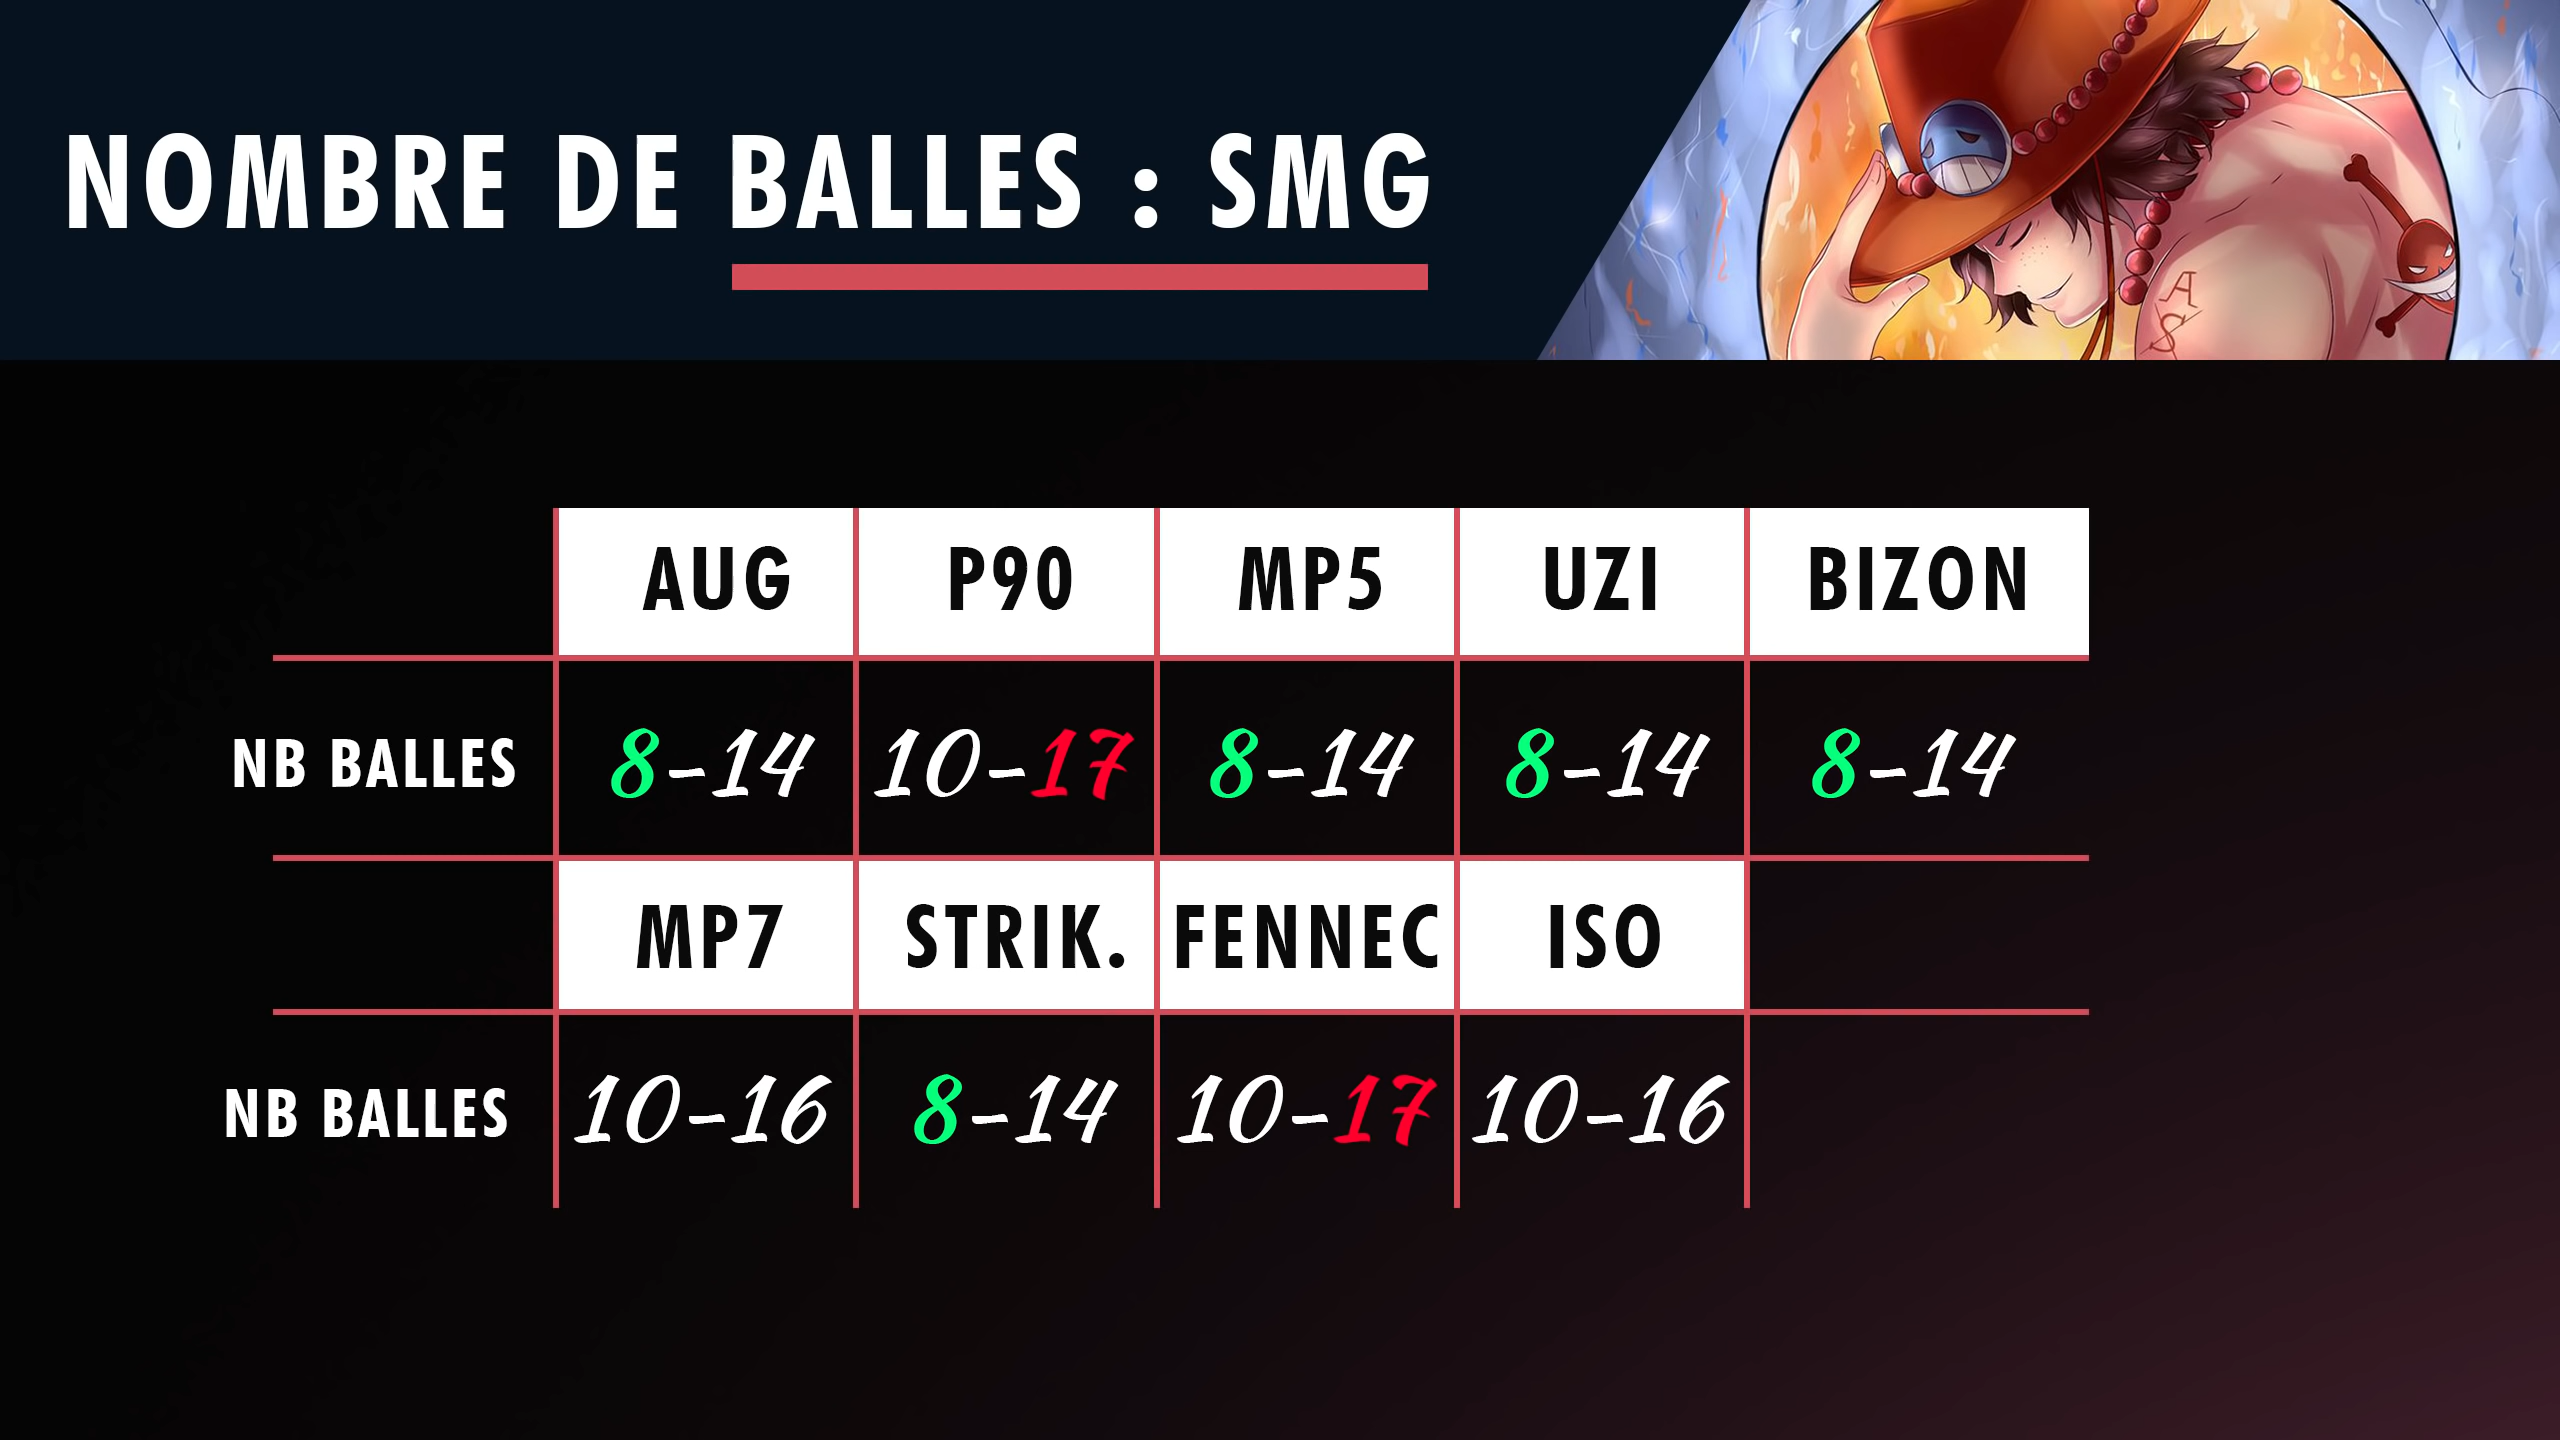 NOMBRE DE BALLES : SMG
AUG P90 MP5 UZI BIZON
NB BALLES 8-14 10-17 8-14 8-14 8-14
MP7 STRIK. FENNEC ISO
NB BALLES 10-16 8-14 10-17 10-16
A
S